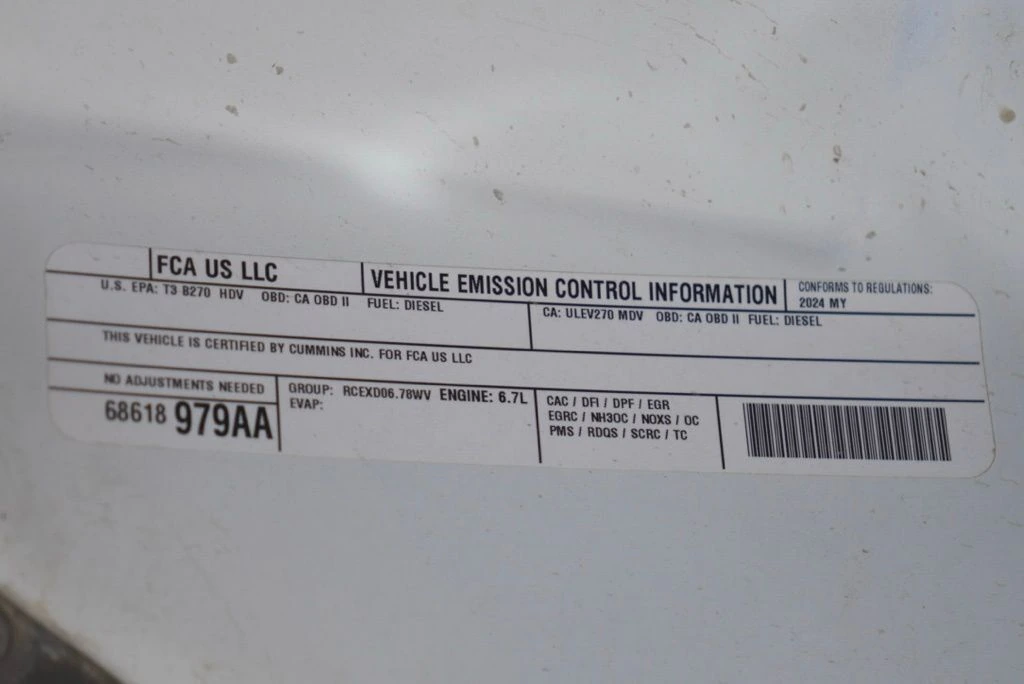 FCA US LLC
VEHICLE EMISSION CONTROL INFORMATION
CONFORMS TO REGULATIONS:
2024 MY
U.S. EPA: T3 B270 HDV OBD: CA OBD II FUEL: DIESEL
CA: ULEV270 MDV OBD: CA OBD II FUEL: DIESEL
THIS VEHICLE IS CERTIFIED BY CUMMINS INC. FOR FCA US LLC
NO ADJUSTMENTS NEEDED
68618 979AA
GROUP: RCEXD06.78WV ENGINE: 6.7L
EVAP:
CAC / DFI / DPF / EGR
EGRC / NH3OC / NOXS / OC
PMS / RDQS / SCRC / TC